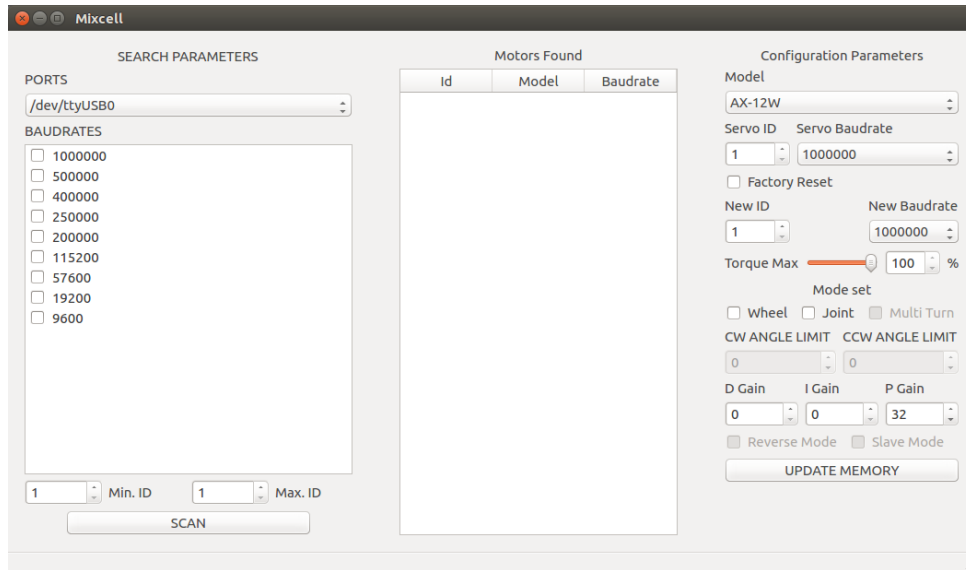 Mixcell
SEARCH PARAMETERS
PORTS
/dev/ttyUSB0
BAUDRATES
1000000
500000
400000
250000
200000
115200
57600
19200
9600
1 Min. ID 1 Max. ID
SCAN
Motors Found
Id Model Baudrate
Configuration Parameters
Model
AX-12W
Servo ID Servo Baudrate
1 1000000
Factory Reset
New ID New Baudrate
1 1000000
Torque Max 100 %
Mode set
Wheel Joint Multi Turn
CW ANGLE LIMIT CCW ANGLE LIMIT
0 0
D Gain I Gain P Gain
0 0 32
Reverse Mode Slave Mode
UPDATE MEMORY